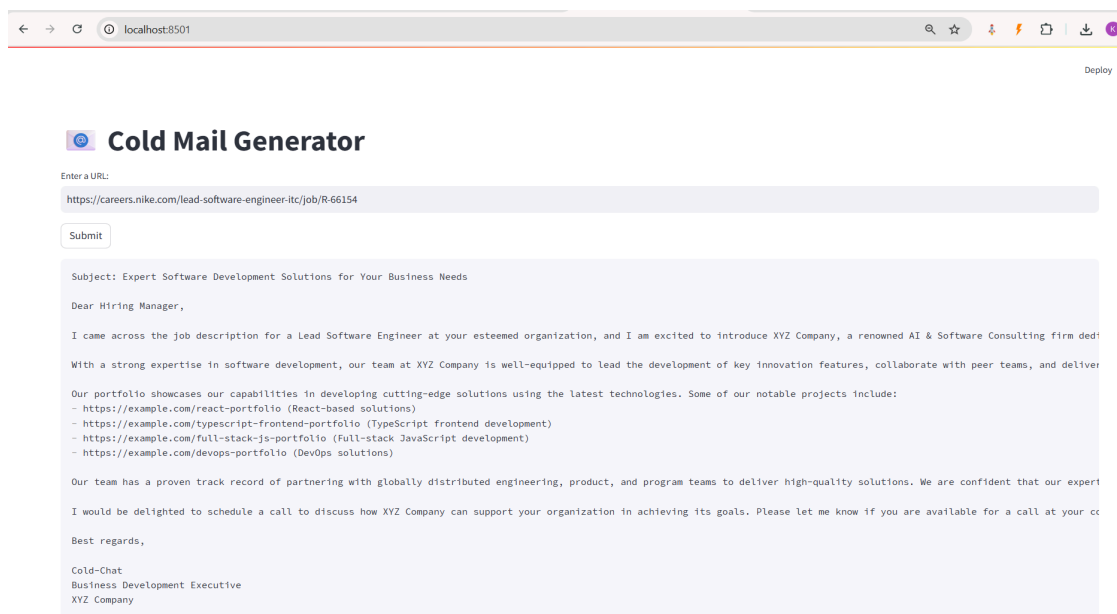 localhost:8501
K
Deploy
Cold Mail Generator
Enter a URL:
https://careers.nike.com/lead-software-engineer-itc/job/R-66154
Submit
Subject: Expert Software Development Solutions for Your Business Needs
Dear Hiring Manager,
I came across the job description for a Lead Software Engineer at your esteemed organization, and I am excited to introduce XYZ Company, a renowned AI & Software Consulting firm dedi
With a strong expertise in software development, our team at XYZ Company is well-equipped to lead the development of key innovation features, collaborate with peer teams, and deliver
Our portfolio showcases our capabilities in developing cutting-edge solutions using the latest technologies. Some of our notable projects include:
- https://example.com/react-portfolio (React-based solutions)
- https://example.com/typescript-frontend-portfolio (TypeScript frontend development)
- https://example.com/full-stack-js-portfolio (Full-stack JavaScript development)
- https://example.com/devops-portfolio (DevOps solutions)
Our team has a proven track record of partnering with globally distributed engineering, product, and program teams to deliver high-quality solutions. We are confident that our expert
I would be delighted to schedule a call to discuss how XYZ Company can support your organization in achieving its goals. Please let me know if you are available for a call at your co
Best regards,
Cold-Chat
Business Development Executive
XYZ Company